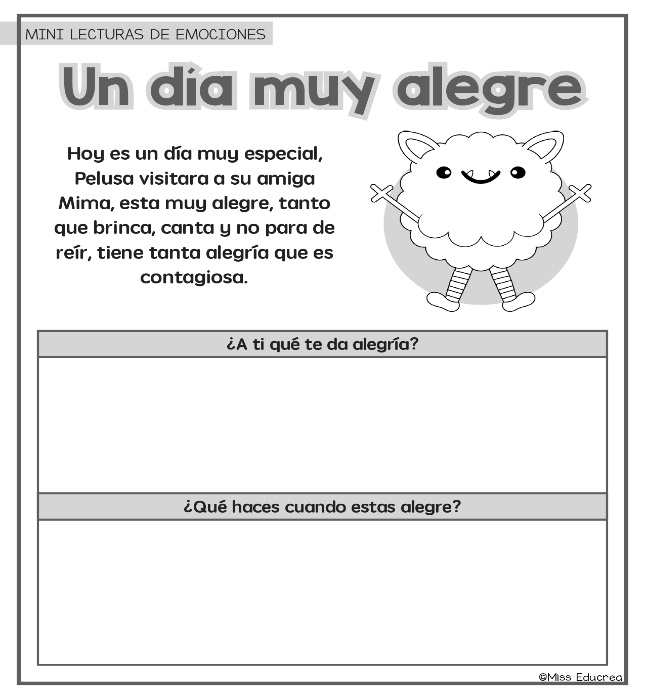 MINI LECTURAS DE EMOCIONES
Un día muy alegre
Hoy es un día muy especial,
Pelusa visitara a su amiga
Mima, esta muy alegre, tanto
que brinca, canta y no para de
reír, tiene tanta alegría que es
contagiosa.
¿A ti qué te da alegría?
¿Qué haces cuando estas alegre?
©Miss Educrea